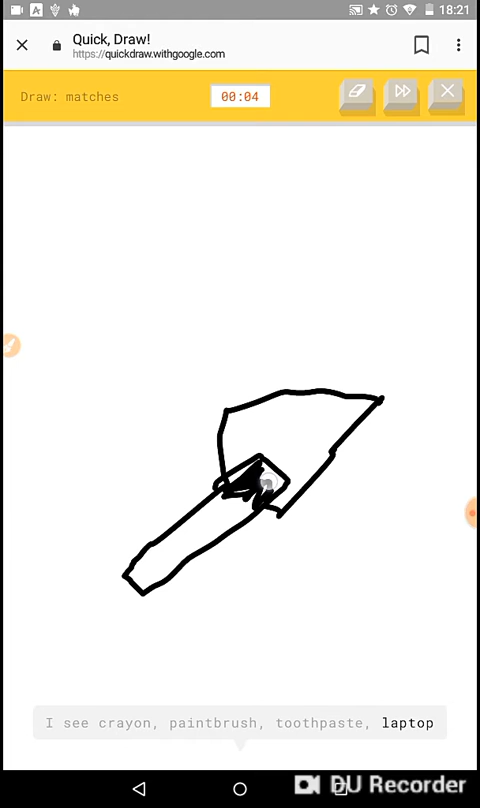 18:21
Quick, Draw!
https://quickdraw.withgoogle.com
Draw: matches
00:04
I see crayon, paintbrush, toothpaste, laptop
DU Recorder